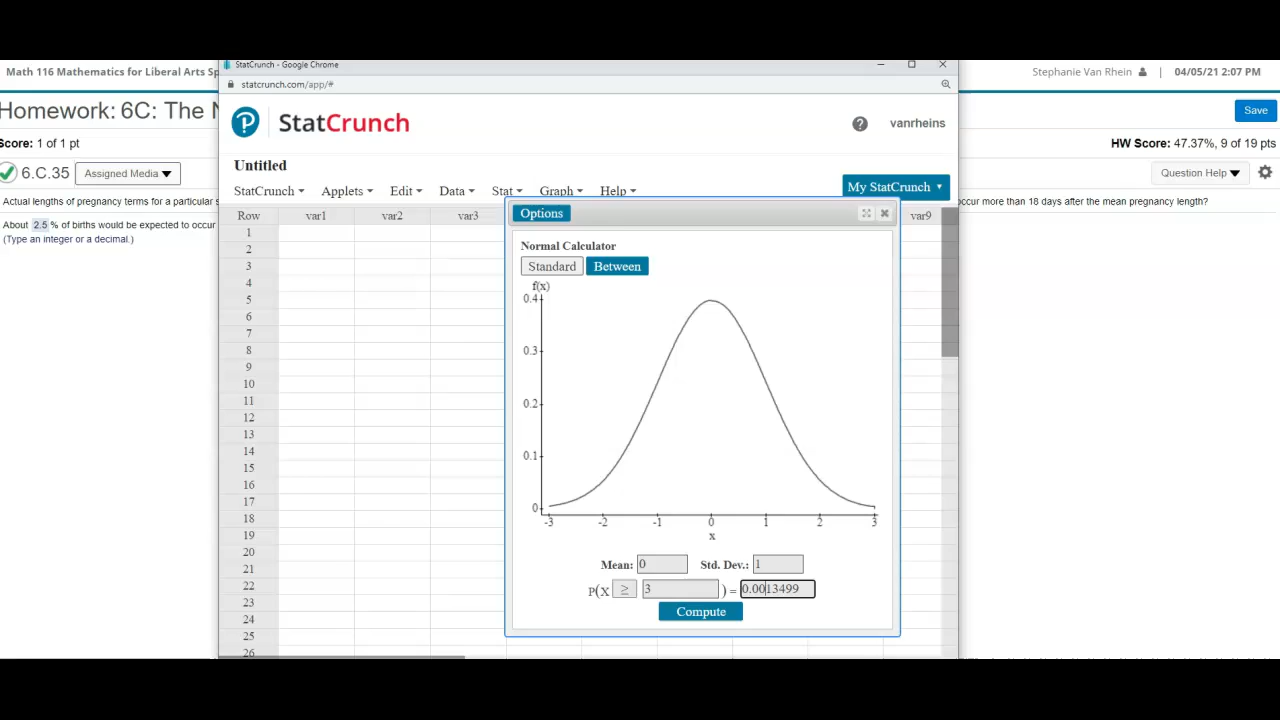 StatCrunch - Google Chrome
Math 116 Mathematics for Liberal Arts Sp
Stephanie Van Rhein | 04/05/21 2:07 PM
statcrunch.com/app/#
Homework: 6C: The N
Save
P StatCrunch
? vanrheins
Score: 1 of 1 pt
HW Score: 47.37%, 9 of 19 pts
Untitled
6.C.35 Assigned Media
Question Help
StatCrunch Applets Edit Data Stat Graph Help
My StatCrunch
Actual lengths of pregnancy terms for a particular s
occur more than 18 days after the mean pregnancy length?
About 2.5 % of births would be expected to occur
(Type an integer or a decimal.)
Row var1 var2 var3 var9
1
2
3
4
5
6
7
8
9
10
11
12
13
14
15
16
17
18
19
20
21
22
23
24
25
26
Options
Normal Calculator
Standard Between
f(x)
0.4
0.3
0.2
0.1
0
-3 -2 -1 0 1 2 3
x
Mean: 0 Std. Dev.: 1
P(X ≥ 3 ) = 0.0013499
Compute